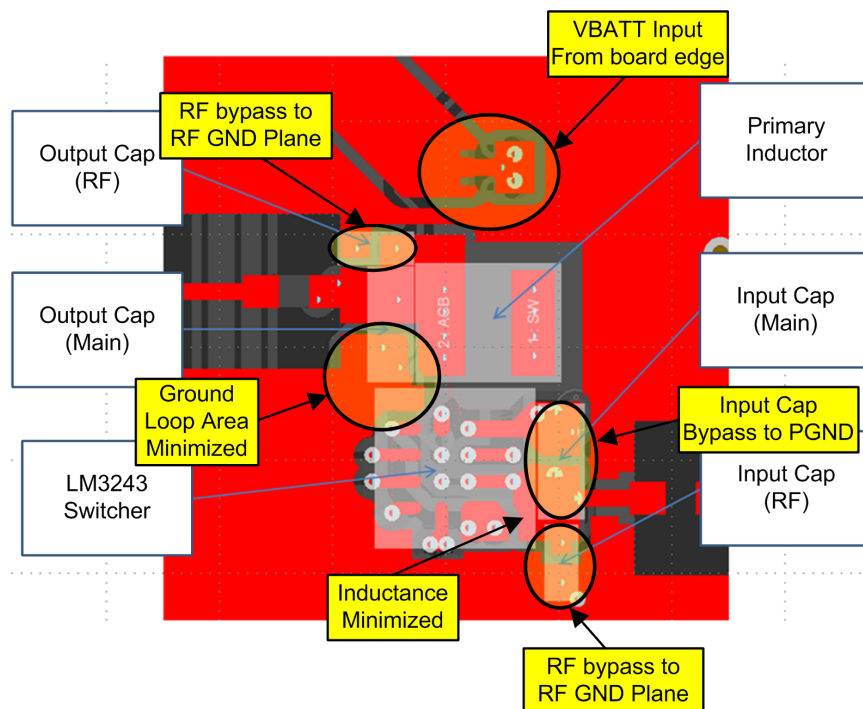 VBATT Input
From board edge
RF bypass to
RF GND Plane
Output Cap
(RF)
Primary
Inductor
Output Cap
(Main)
2 : ACB
1 : SW
Input Cap
(Main)
Ground
Loop Area
Minimized
Input Cap
Bypass to PGND
LM3243
Switcher
Input Cap
(RF)
Inductance
Minimized
RF bypass to
RF GND Plane